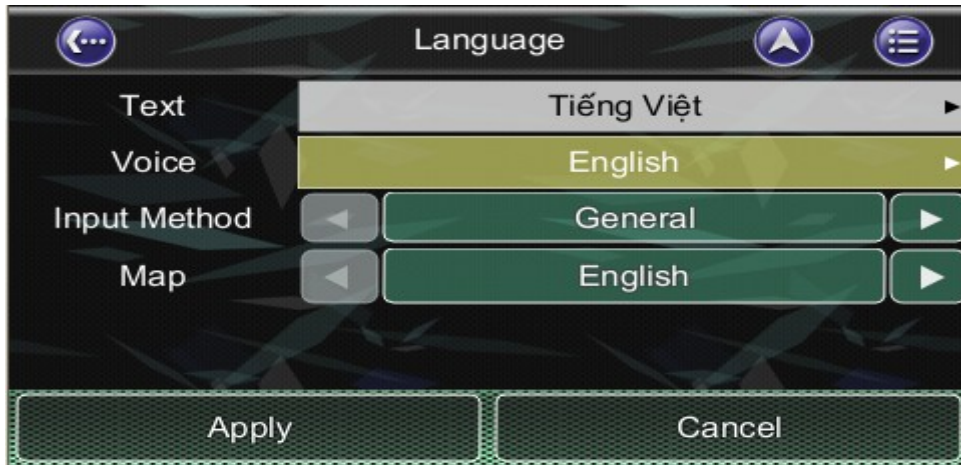 Language
Text Tiếng Việt
Voice English
Input Method General
Map English
Apply Cancel